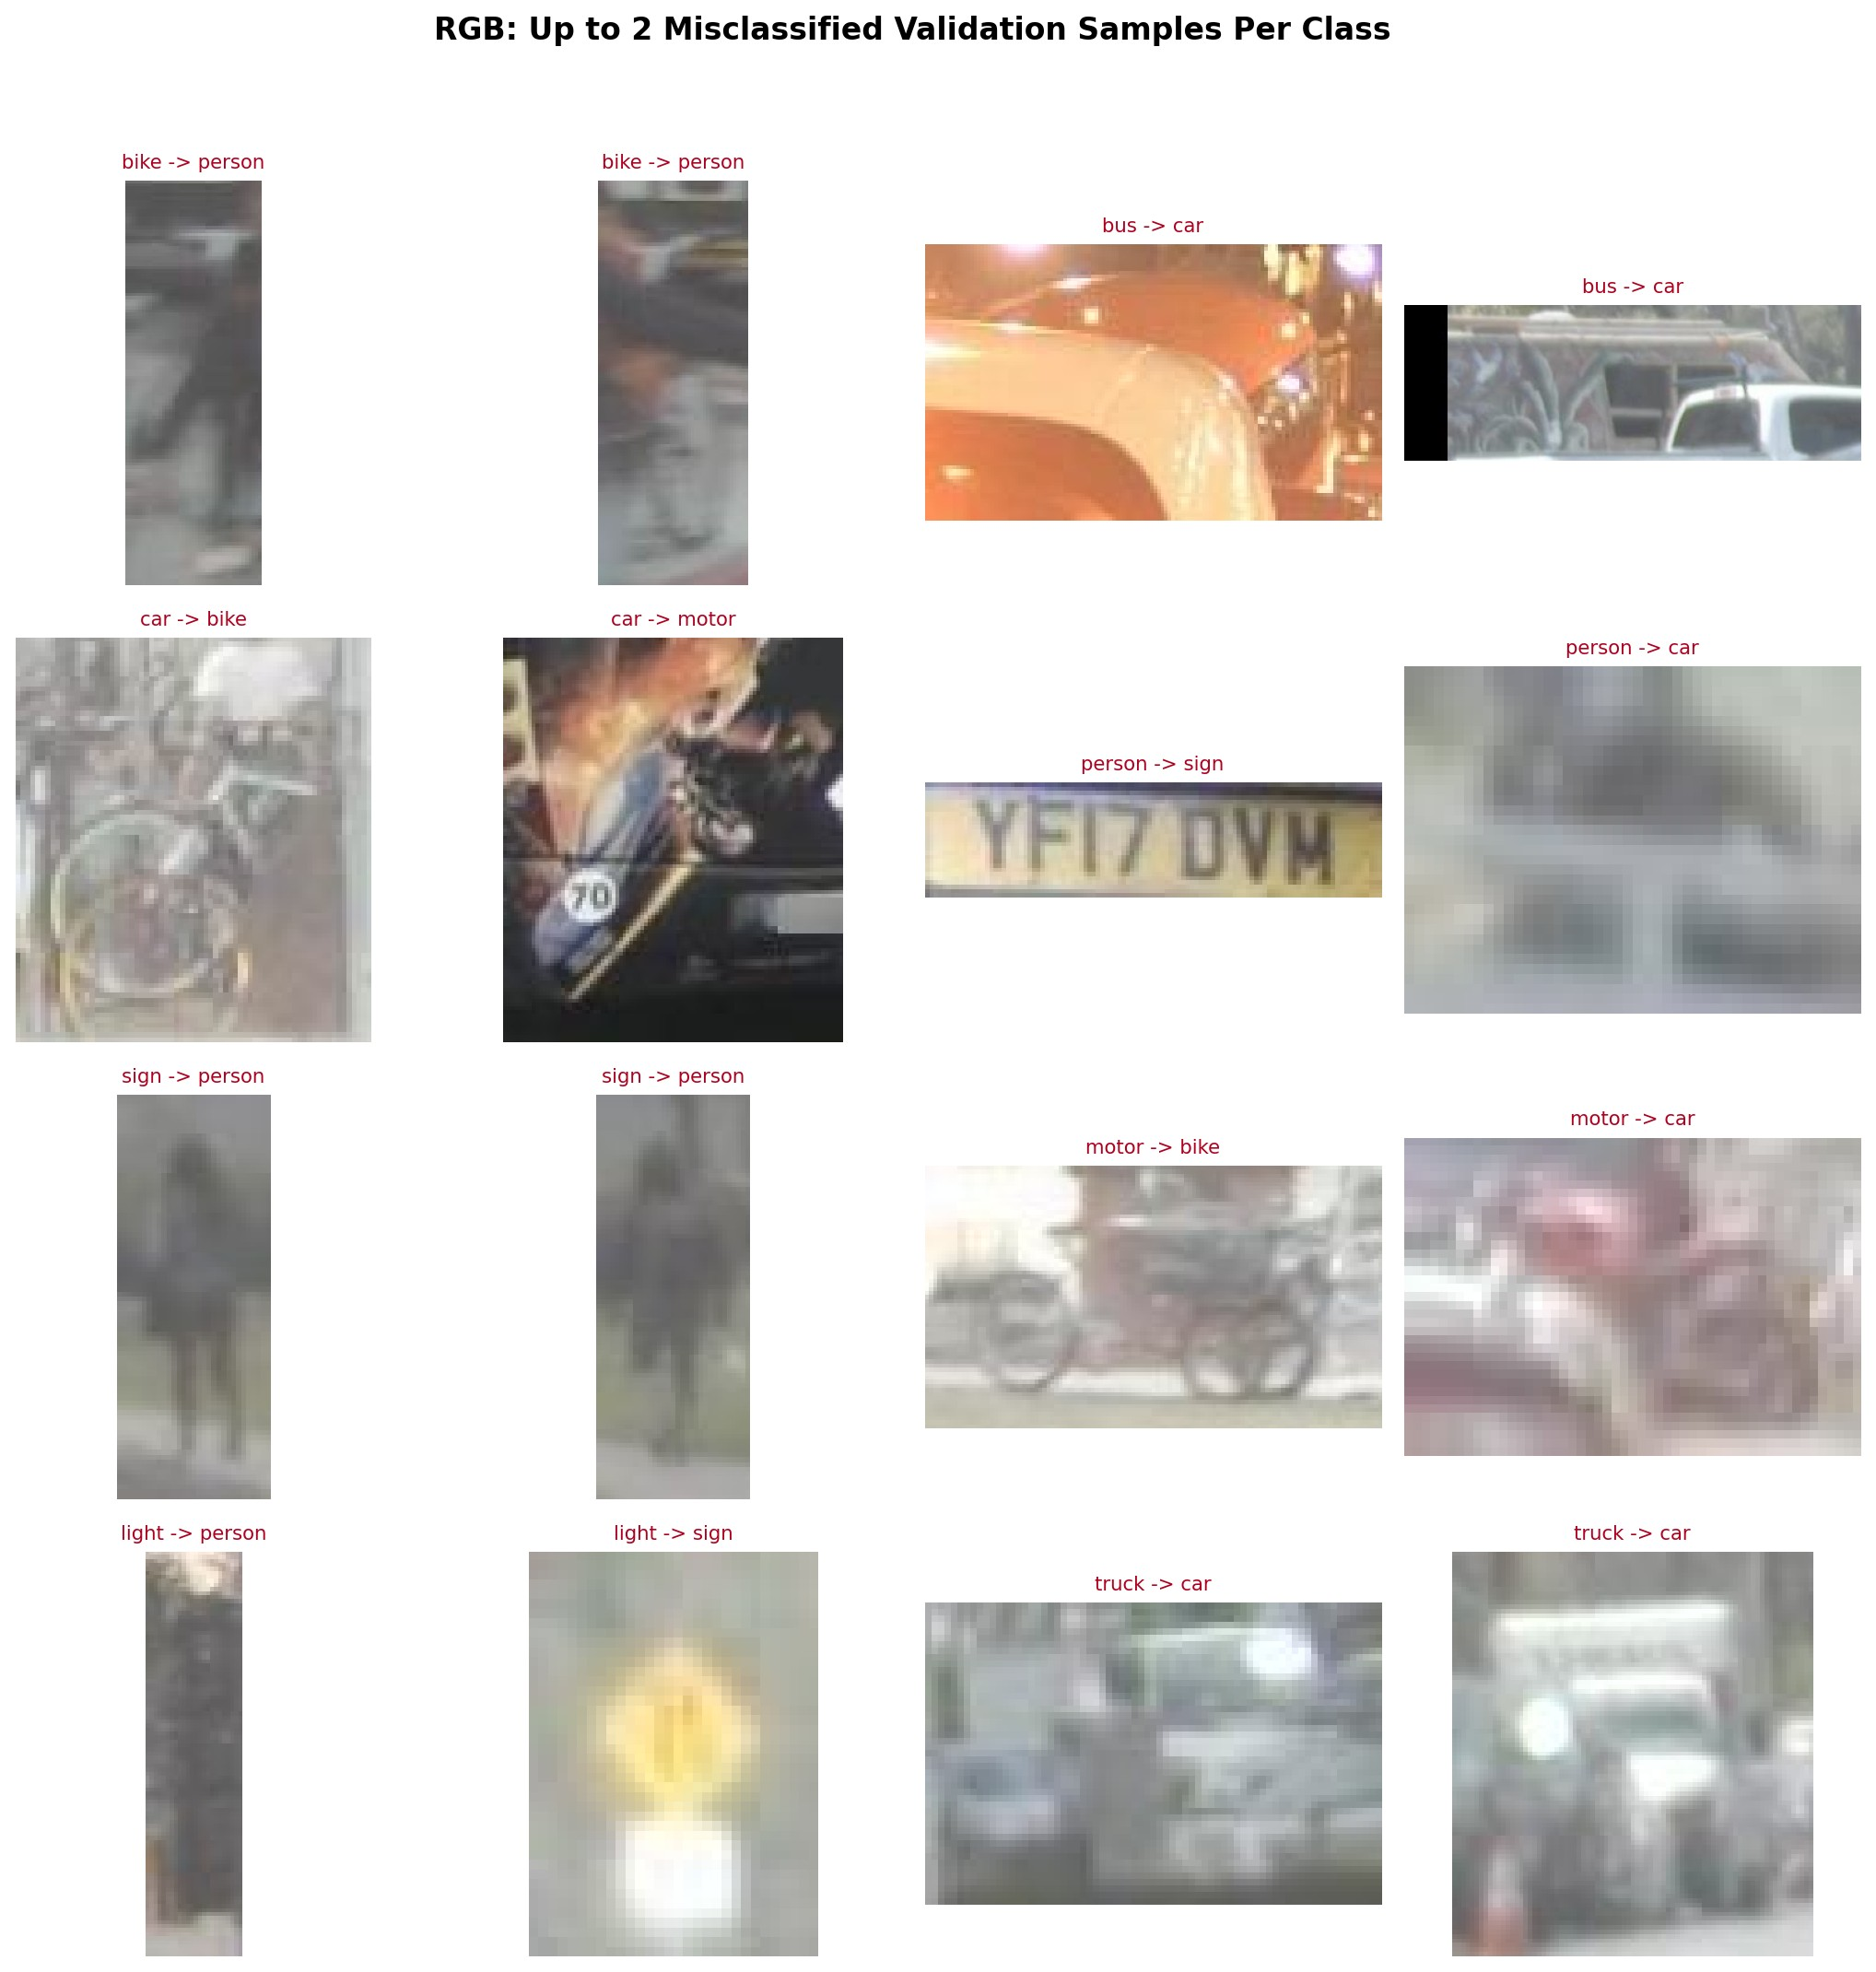 RGB: Up to 2 Misclassified Validation Samples Per Class
bike -> person
bike -> person
bus -> car
bus -> car
car -> bike
car -> motor
70
person -> sign
YF17 DVM
person -> car
sign -> person
sign -> person
motor -> bike
motor -> car
light -> person
light -> sign
truck -> car
truck -> car